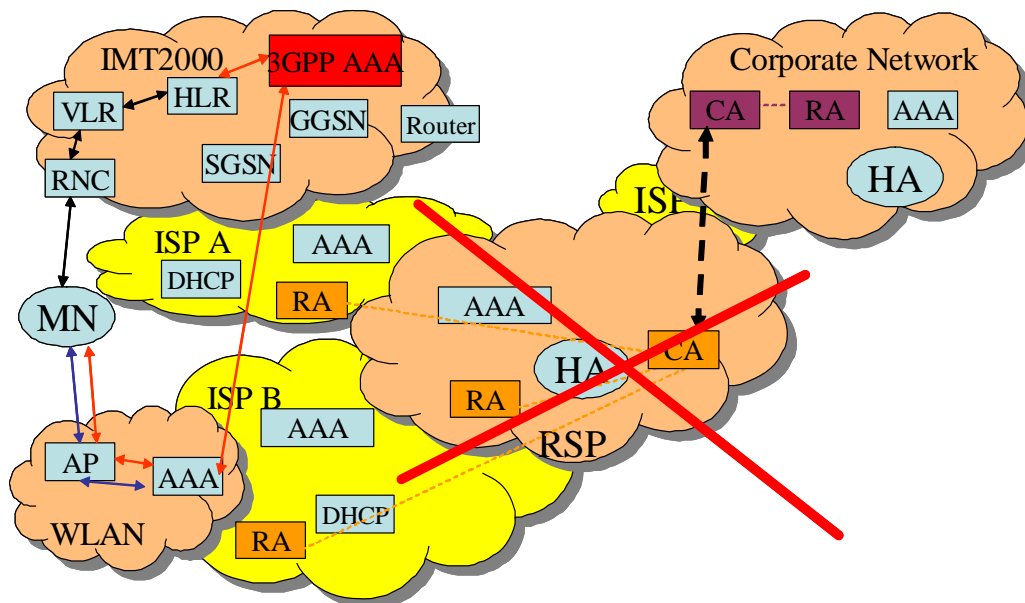 IMT2000
3GPP AAA
HLR
VLR
GGSN
Router
SGSN
RNC
Corporate Network
CA
RA
AAA
HA
ISP
ISP A
AAA
DHCP
RA
MN
AAA
CA
HA
RA
RSP
ISP B
AAA
DHCP
RA
AP
AAA
WLAN